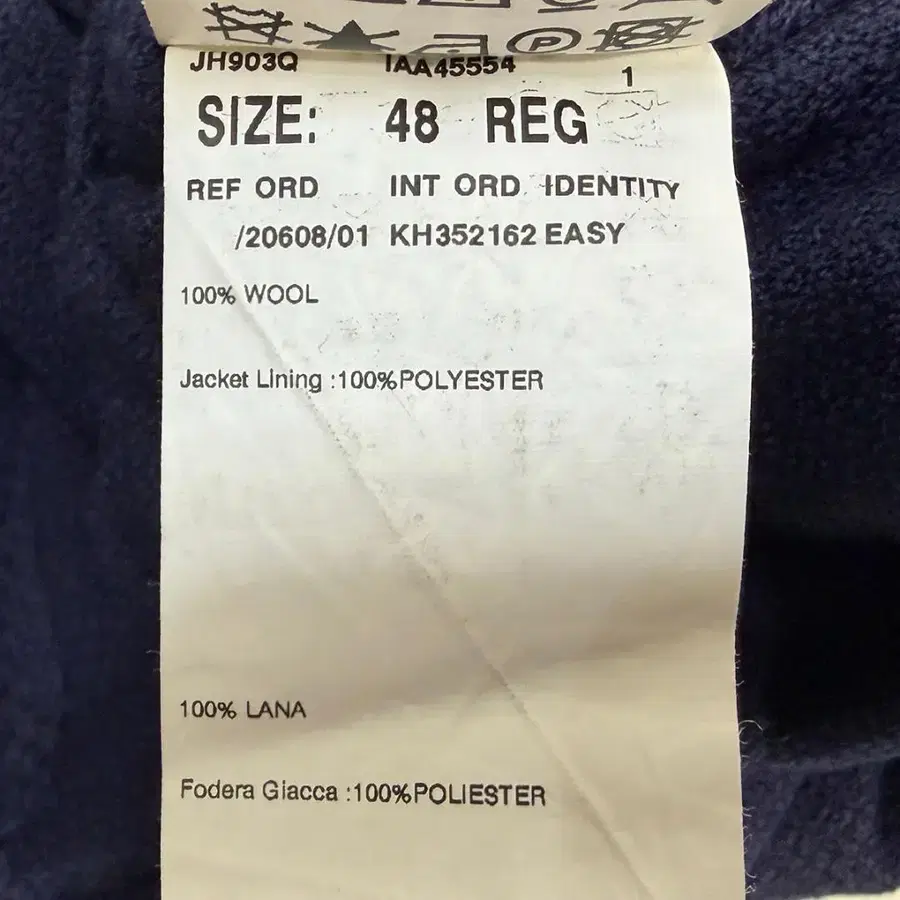 JH903Q IAA45554 1
SIZE: 48 REG
REF ORD INT ORD IDENTITY
/20608/01 KH352162 EASY
100% WOOL
Jacket Lining :100%POLYESTER
100% LANA
Fodera Giacca :100%POLIESTER